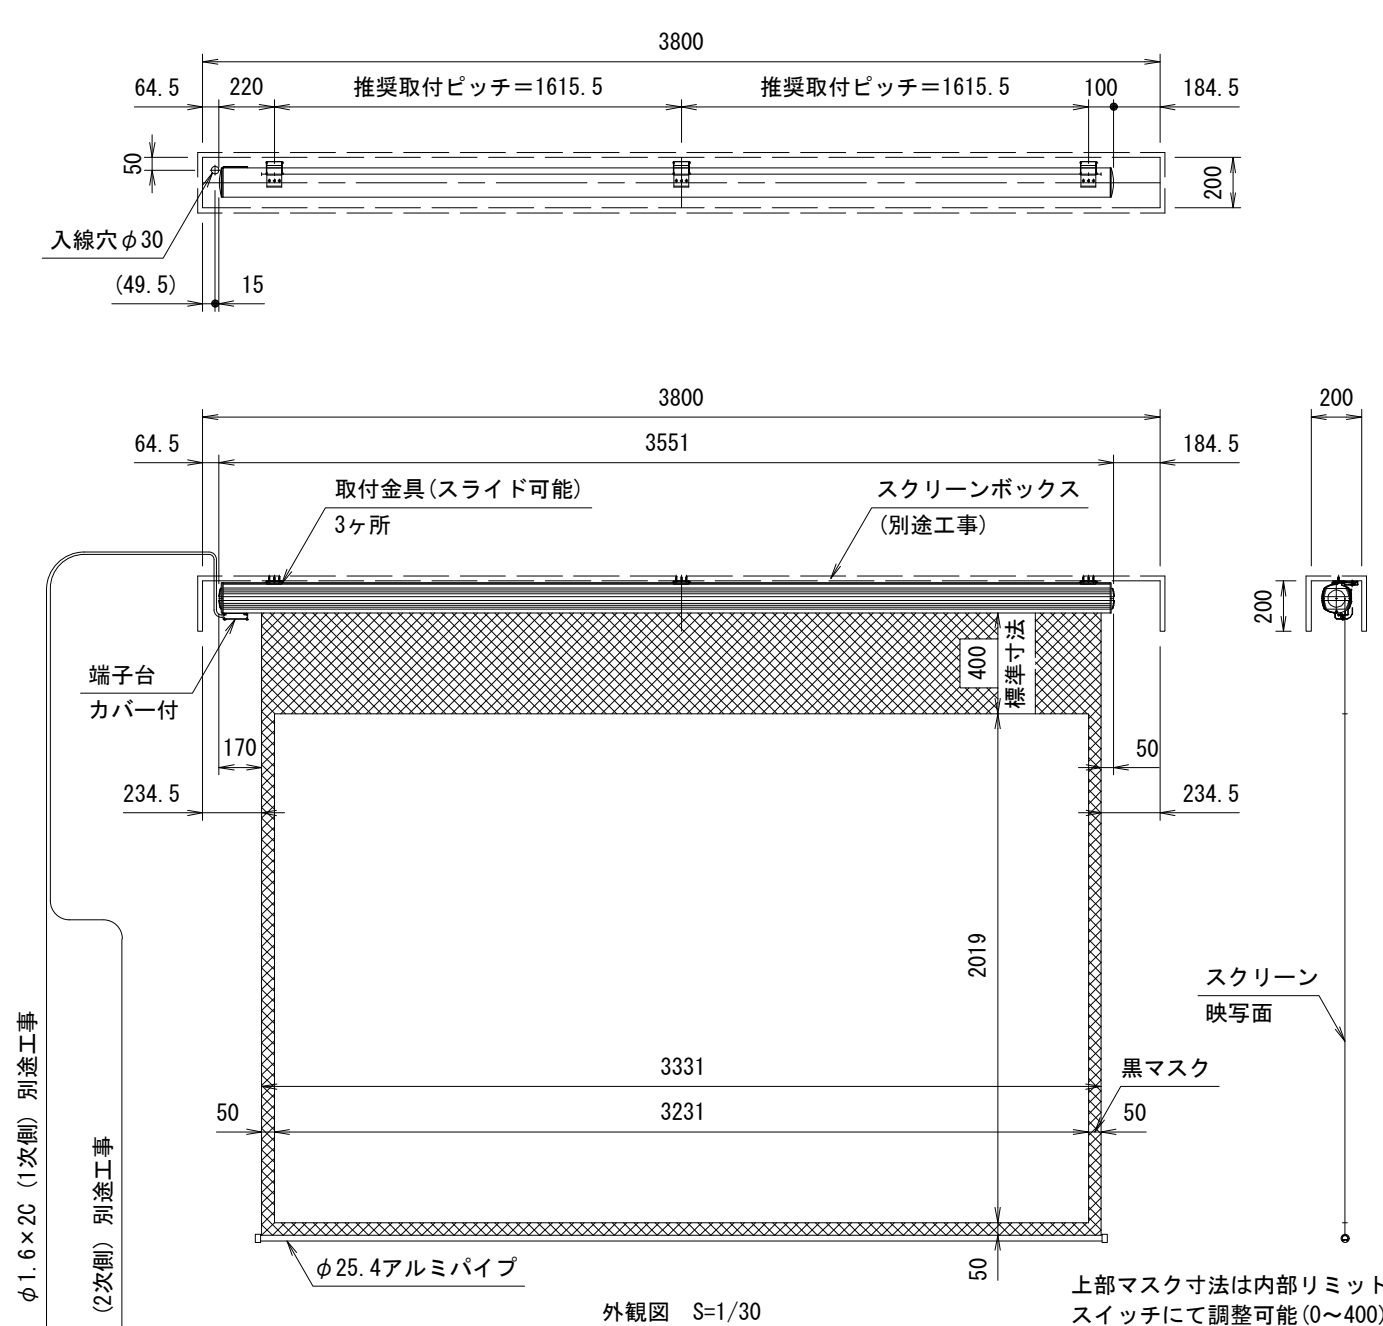 3800
64.5
220
推奨取付ピッチ＝1615.5
推奨取付ピッチ＝1615.5
100
184.5
50
200
入線穴φ30
(49.5)
15
3800
200
64.5
3551
184.5
取付金具(スライド可能)
3ヶ所
スクリーンボックス
(別途工事)
200
端子台
カバー付
400
標準寸法
170
50
234.5
234.5
2019
スクリーン
映写面
3331
黒マスク
50
3231
50
φ1.6×2C (1次側) 別途工事
(2次側) 別途工事
φ25.4アルミパイプ
50
上部マスク寸法は内部リミット
スイッチにて調整可能(0～400)
外観図 S=1/30